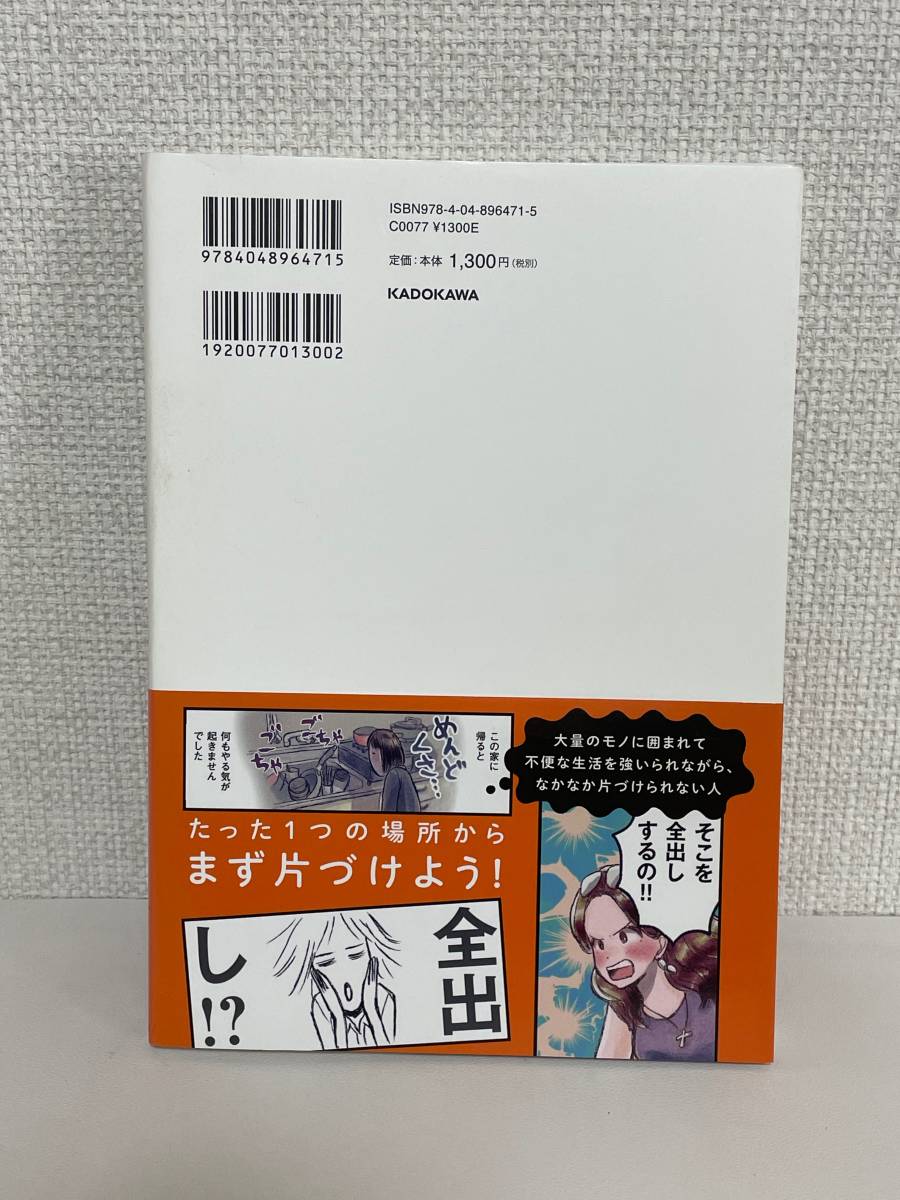 9784048964715
1920077013002
ISBN978-4-04-896471-5
C0077 ¥1300E
定価:本体 1,300円(税別)
KADOKAWA
この家に
帰ると
めんど
くさ…
ごちゃ
ごちゃ
何もやる気が
起きません
でした
大量のモノに囲まれて
不便な生活を強いられながら、
なかなか片づけられない人
たった1つの場所から
まず片づけよう!
そこを
全出し
するの!!
全出
し!?